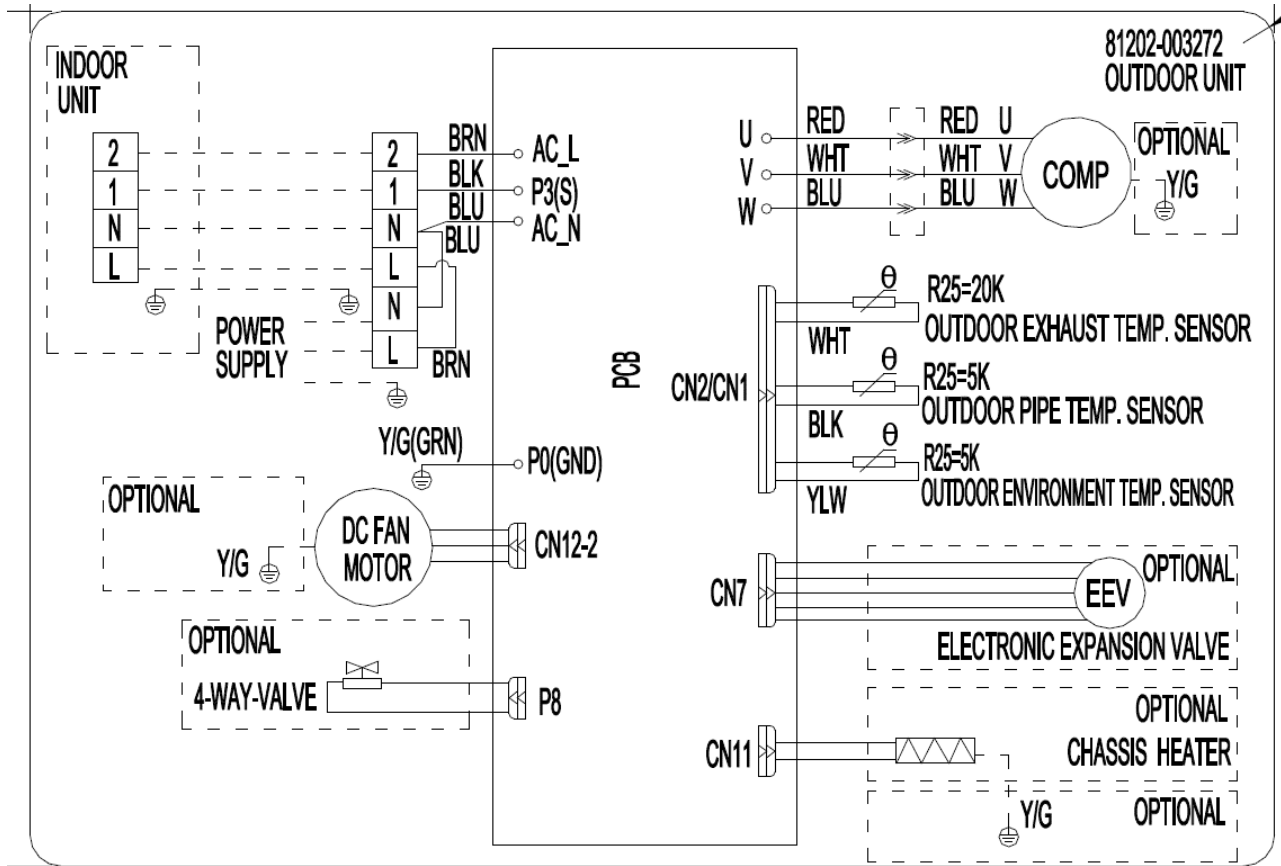 81202-003272
OUTDOOR UNIT
INDOOR
UNIT
2
1
N
L
2
1
N
L
N
L
BRN
BLK
BLU
BLU
BRN
AC_L
P3(S)
AC_N
POWER
SUPPLY
Y/G(GRN)
P0(GND)
PCB
U
V
W
RED
WHT
BLU
RED U
WHT V
BLU W
COMP
OPTIONAL
Y/G
CN2/CN1
θ
R25=20K
OUTDOOR EXHAUST TEMP. SENSOR
WHT
θ
R25=5K
OUTDOOR PIPE TEMP. SENSOR
BLK
θ
R25=5K
OUTDOOR ENVIRONMENT TEMP. SENSOR
YLW
OPTIONAL
Y/G
DC FAN
MOTOR
CN12-2
OPTIONAL
4-WAY-VALVE
P8
CN7
EEV
OPTIONAL
ELECTRONIC EXPANSION VALVE
CN11
OPTIONAL
CHASSIS HEATER
Y/G
OPTIONAL